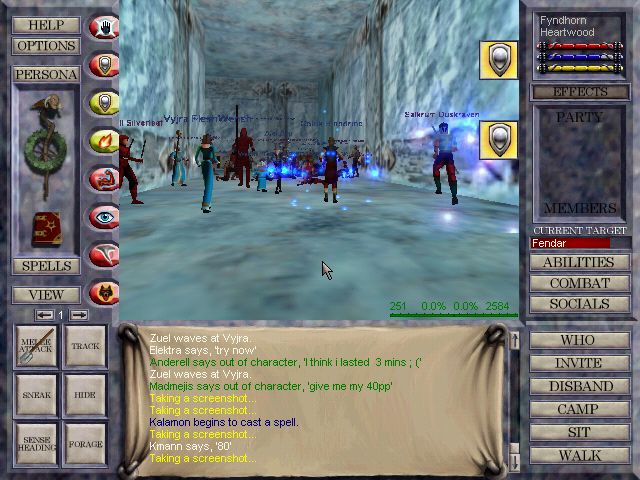 HELP
OPTIONS
PERSONA
SPELLS
VIEW
1
MELEE
ATTACK
TRACK
SNEAK
HIDE
SENSE
HEADING
FORAGE
Vyjra FleshWench
Salkrum Duskraven
251 0.0% 0.0% 2584
Zuel waves at Vyjra.
Elektra says, 'try now'
Anderell says out of character, 'I think i lasted 3 mins ; ('
Zuel waves at Vyjra.
Madmejis says out of character, 'give me my 40pp'
Taking a screenshot...
Taking a screenshot...
Kalamon begins to cast a spell.
Taking a screenshot...
Kmann says, '80'
Taking a screenshot...
Fyndhorn
Heartwood
EFFECTS
PARTY
MEMBERS
CURRENT TARGET
Fendar
ABILITIES
COMBAT
SOCIALS
WHO
INVITE
DISBAND
CAMP
SIT
WALK